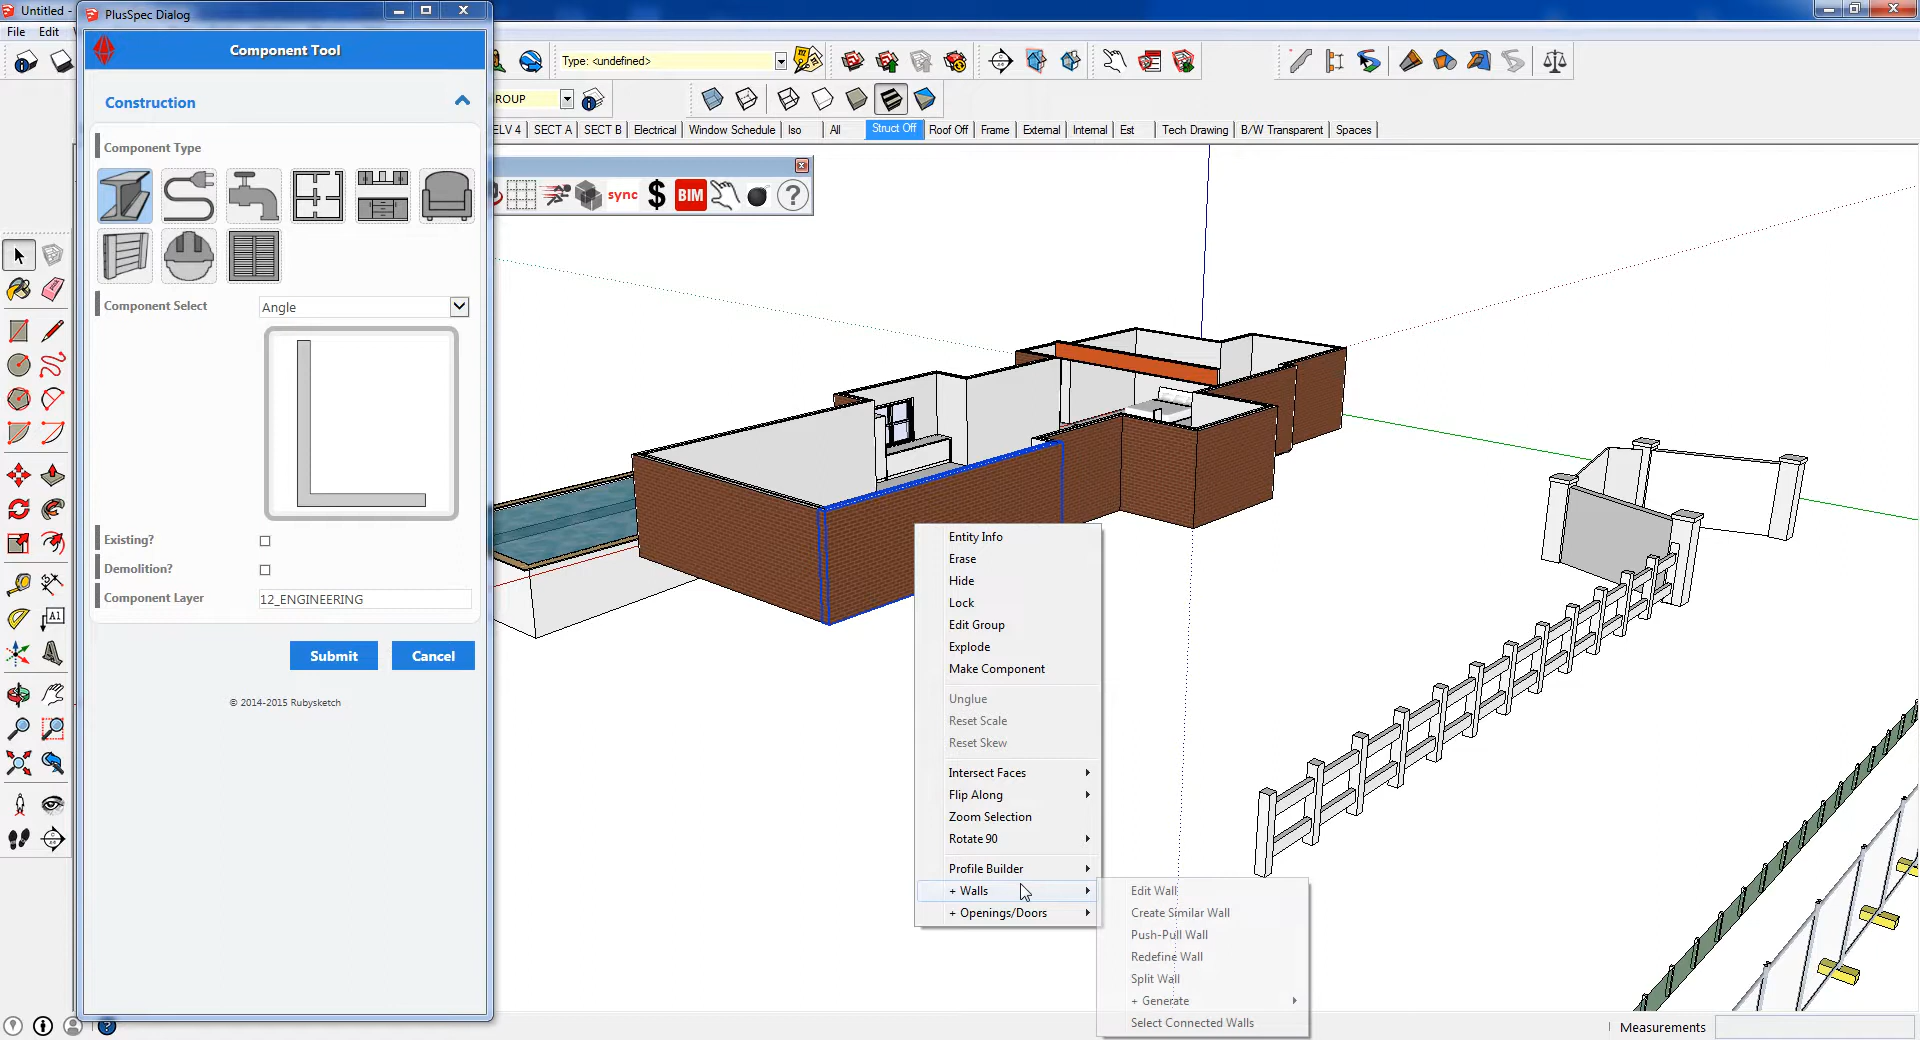 Untitled -
PlusSpec Dialog
File Edit
Component Tool
Type: <undefined>
Construction
ROUP
ELV 4 SECT A SECT B Electrical Window Schedule Iso All Struct Off Roof Off Frame External Internal Est Tech Drawing B/W Transparent Spaces
Component Type
sync $ BIM ?
Component Select
Angle
Existing?
Demolition?
Component Layer
12_ENGINEERING
A1
Submit Cancel
© 2014-2015 Rubysketch
Entity Info
Erase
Hide
Lock
Edit Group
Explode
Make Component
Unglue
Reset Scale
Reset Skew
Intersect Faces
Flip Along
Zoom Selection
Rotate 90
Profile Builder
+ Walls
+ Openings/Doors
Edit Wall
Create Similar Wall
Push-Pull Wall
Redefine Wall
Split Wall
+ Generate
Select Connected Walls
Measurements